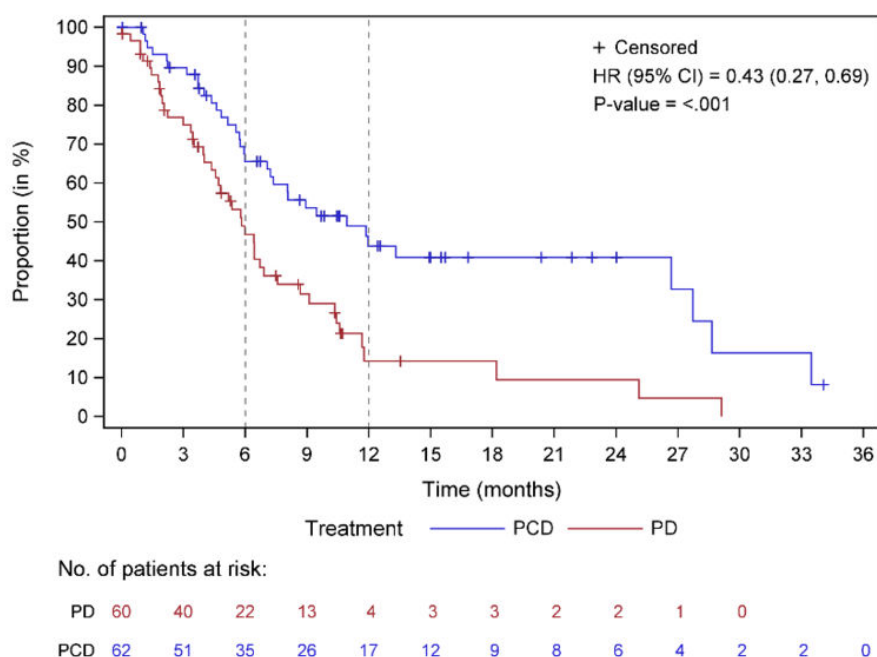 100
90
80
70
60
50
40
30
20
10
0
Proportion (in %)
+ Censored
HR (95% CI) = 0.43 (0.27, 0.69)
P-value = <.001
0 3 6 9 12 15 18 21 24 27 30 33 36
Time (months)
Treatment PCD PD
No. of patients at risk:
PD 60 40 22 13 4 3 3 2 2 1 0
PCD 62 51 35 26 17 12 9 8 6 4 2 2 0